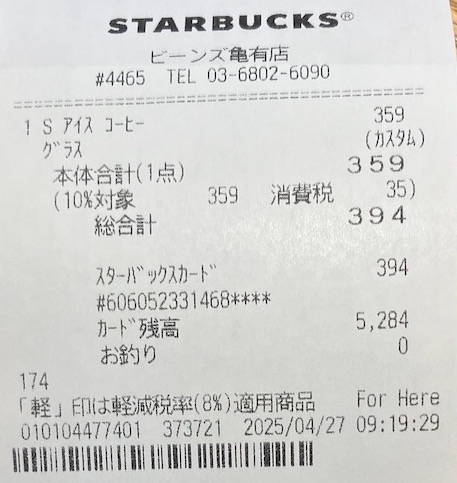 STARBUCKS®
ビーンズ亀有店
#4465 TEL 03-6802-6090
1 S ｱｲｽ ｺｰﾋｰ 359
ｸﾞﾗｽ (ｶｽﾀﾑ)
本体合計(1点) 359
(10%対象 359 消費税 35)
総合計 394
ｽﾀｰﾊﾞｯｸｽｶｰﾄﾞ 394
#606052331468****
ｶｰﾄﾞ残高 5,284
お釣り 0
174
「軽」印は軽減税率(8%)適用商品 For Here
010104477401 373721 2025/04/27 09:19:29